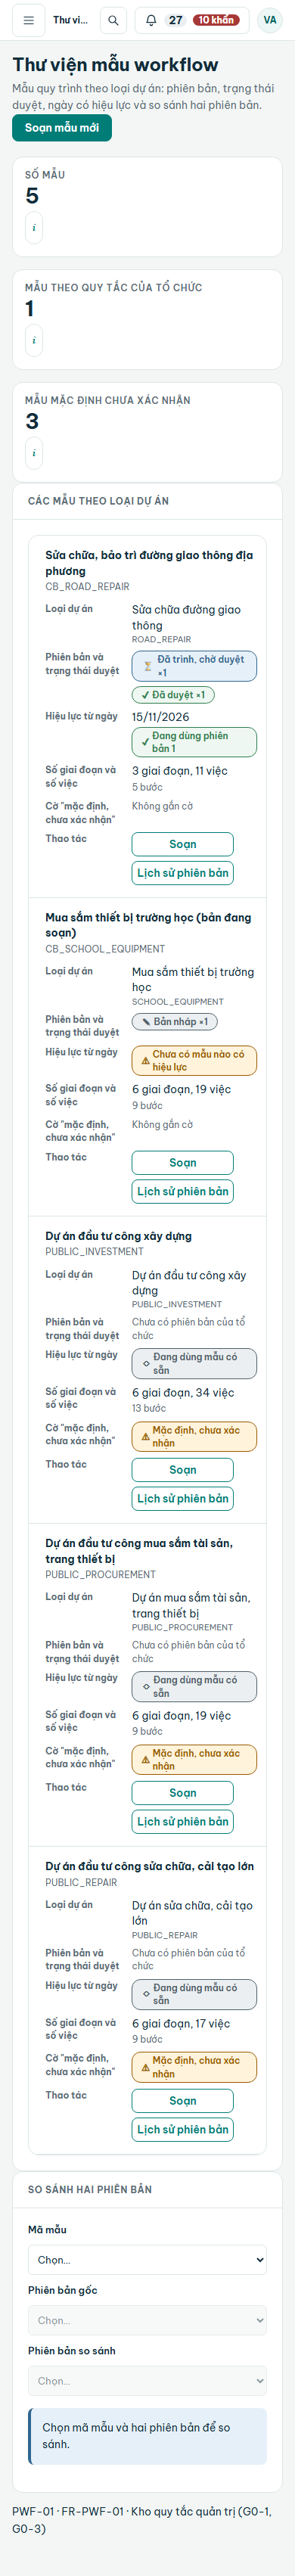 Thư vi...
27
10 khẩn
VA
Thư viện mẫu workflow
Mẫu quy trình theo loại dự án: phiên bản, trạng thái
duyệt, ngày có hiệu lực và so sánh hai phiên bản.
Soạn mẫu mới
SỐ MẪU
5
i
MẪU THEO QUY TẮC CỦA TỔ CHỨC
1
i
MẪU MẶC ĐỊNH CHƯA XÁC NHẬN
3
i
CÁC MẪU THEO LOẠI DỰ ÁN
Sửa chữa, bảo trì đường giao thông địa
phương
CB_ROAD_REPAIR
Loại dự án
Sửa chữa đường giao
thông
ROAD_REPAIR
Phiên bản và
trạng thái duyệt
Đã trình, chờ duyệt
×1
Đã duyệt ×1
Hiệu lực từ ngày
15/11/2026
Đang dùng phiên
bản 1
Số giai đoạn và
số việc
3 giai đoạn, 11 việc
5 bước
Cờ "mặc định,
chưa xác nhận"
Không gắn cờ
Thao tác
Soạn
Lịch sử phiên bản
Mua sắm thiết bị trường học (bản đang
soạn)
CB_SCHOOL_EQUIPMENT
Loại dự án
Mua sắm thiết bị trường
học
SCHOOL_EQUIPMENT
Phiên bản và
trạng thái duyệt
Bản nháp ×1
Hiệu lực từ ngày
Chưa có mẫu nào có
hiệu lực
Số giai đoạn và
số việc
6 giai đoạn, 19 việc
9 bước
Cờ "mặc định,
chưa xác nhận"
Không gắn cờ
Thao tác
Soạn
Lịch sử phiên bản
Dự án đầu tư công xây dựng
PUBLIC_INVESTMENT
Loại dự án
Dự án đầu tư công xây
dựng
PUBLIC_INVESTMENT
Phiên bản và
trạng thái duyệt
Chưa có phiên bản của tổ
chức
Hiệu lực từ ngày
Đang dùng mẫu có
sẵn
Số giai đoạn và
số việc
6 giai đoạn, 34 việc
13 bước
Cờ "mặc định,
chưa xác nhận"
Mặc định, chưa xác
nhận
Thao tác
Soạn
Lịch sử phiên bản
Dự án đầu tư công mua sắm tài sản,
trang thiết bị
PUBLIC_PROCUREMENT
Loại dự án
Dự án mua sắm tài sản,
trang thiết bị
PUBLIC_PROCUREMENT
Phiên bản và
trạng thái duyệt
Chưa có phiên bản của tổ
chức
Hiệu lực từ ngày
Đang dùng mẫu có
sẵn
Số giai đoạn và
số việc
6 giai đoạn, 19 việc
9 bước
Cờ "mặc định,
chưa xác nhận"
Mặc định, chưa xác
nhận
Thao tác
Soạn
Lịch sử phiên bản
Dự án đầu tư công sửa chữa, cải tạo lớn
PUBLIC_REPAIR
Loại dự án
Dự án sửa chữa, cải tạo
lớn
PUBLIC_REPAIR
Phiên bản và
trạng thái duyệt
Chưa có phiên bản của tổ
chức
Hiệu lực từ ngày
Đang dùng mẫu có
sẵn
Số giai đoạn và
số việc
6 giai đoạn, 17 việc
9 bước
Cờ "mặc định,
chưa xác nhận"
Mặc định, chưa xác
nhận
Thao tác
Soạn
Lịch sử phiên bản
SO SÁNH HAI PHIÊN BẢN
Mã mẫu
Chọn...
Phiên bản gốc
Chọn...
Phiên bản so sánh
Chọn...
Chọn mã mẫu và hai phiên bản để so
sánh.
PWF-01 · FR-PWF-01 · Kho quy tắc quản trị (G0-1,
G0-3)